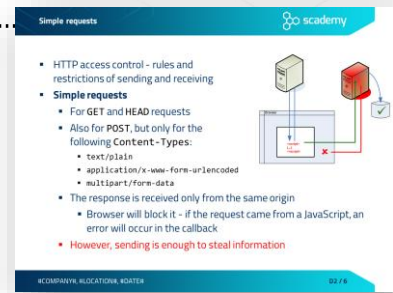 Simple requests
scademy
HTTP access control - rules and
restrictions of sending and receiving
Simple requests
For GET and HEAD requests
Also for POST, but only for the
following Content-Types:
text/plain
application/x-www-form-urlencoded
multipart/form-data
The response is received only from the same origin
Browser will block it - if the request came from a JavaScript, an
error will occur in the callback
However, sending is enough to steal information
#COMPANY#, #LOCATION#, #DATE#
D2 / 6